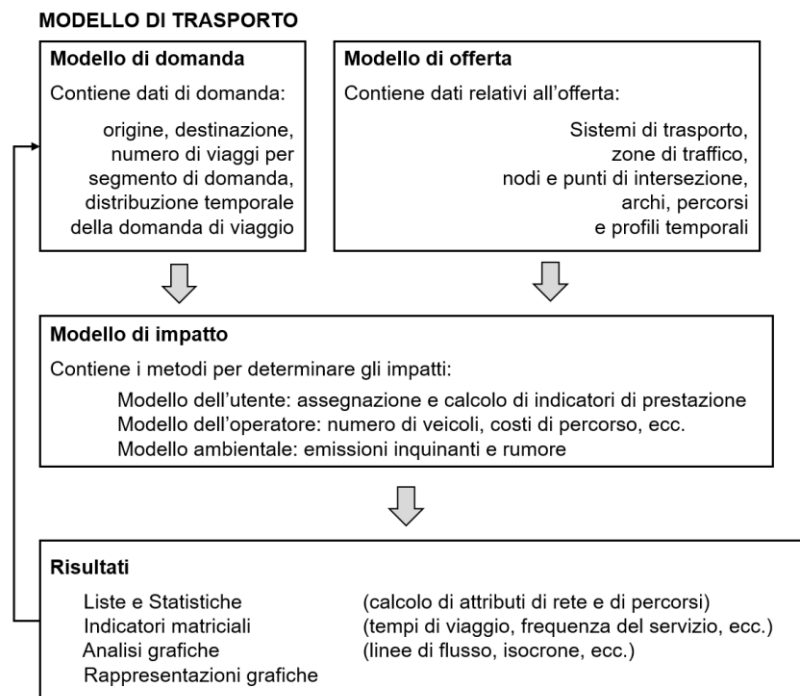 MODELLO DI TRASPORTO
Modello di domanda
Contiene dati di domanda:
origine, destinazione,
numero di viaggi per
segmento di domanda,
distribuzione temporale
della domanda di viaggio
Modello di offerta
Contiene dati relativi all'offerta:
Sistemi di trasporto,
zone di traffico,
nodi e punti di intersezione,
archi, percorsi
e profili temporali
Modello di impatto
Contiene i metodi per determinare gli impatti:
Modello dell'utente: assegnazione e calcolo di indicatori di prestazione
Modello dell'operatore: numero di veicoli, costi di percorso, ecc.
Modello ambientale: emissioni inquinanti e rumore
Risultati
Liste e Statistiche (calcolo di attributi di rete e di percorsi)
Indicatori matriciali (tempi di viaggio, frequenza del servizio, ecc.)
Analisi grafiche (linee di flusso, isocrone, ecc.)
Rappresentazioni grafiche